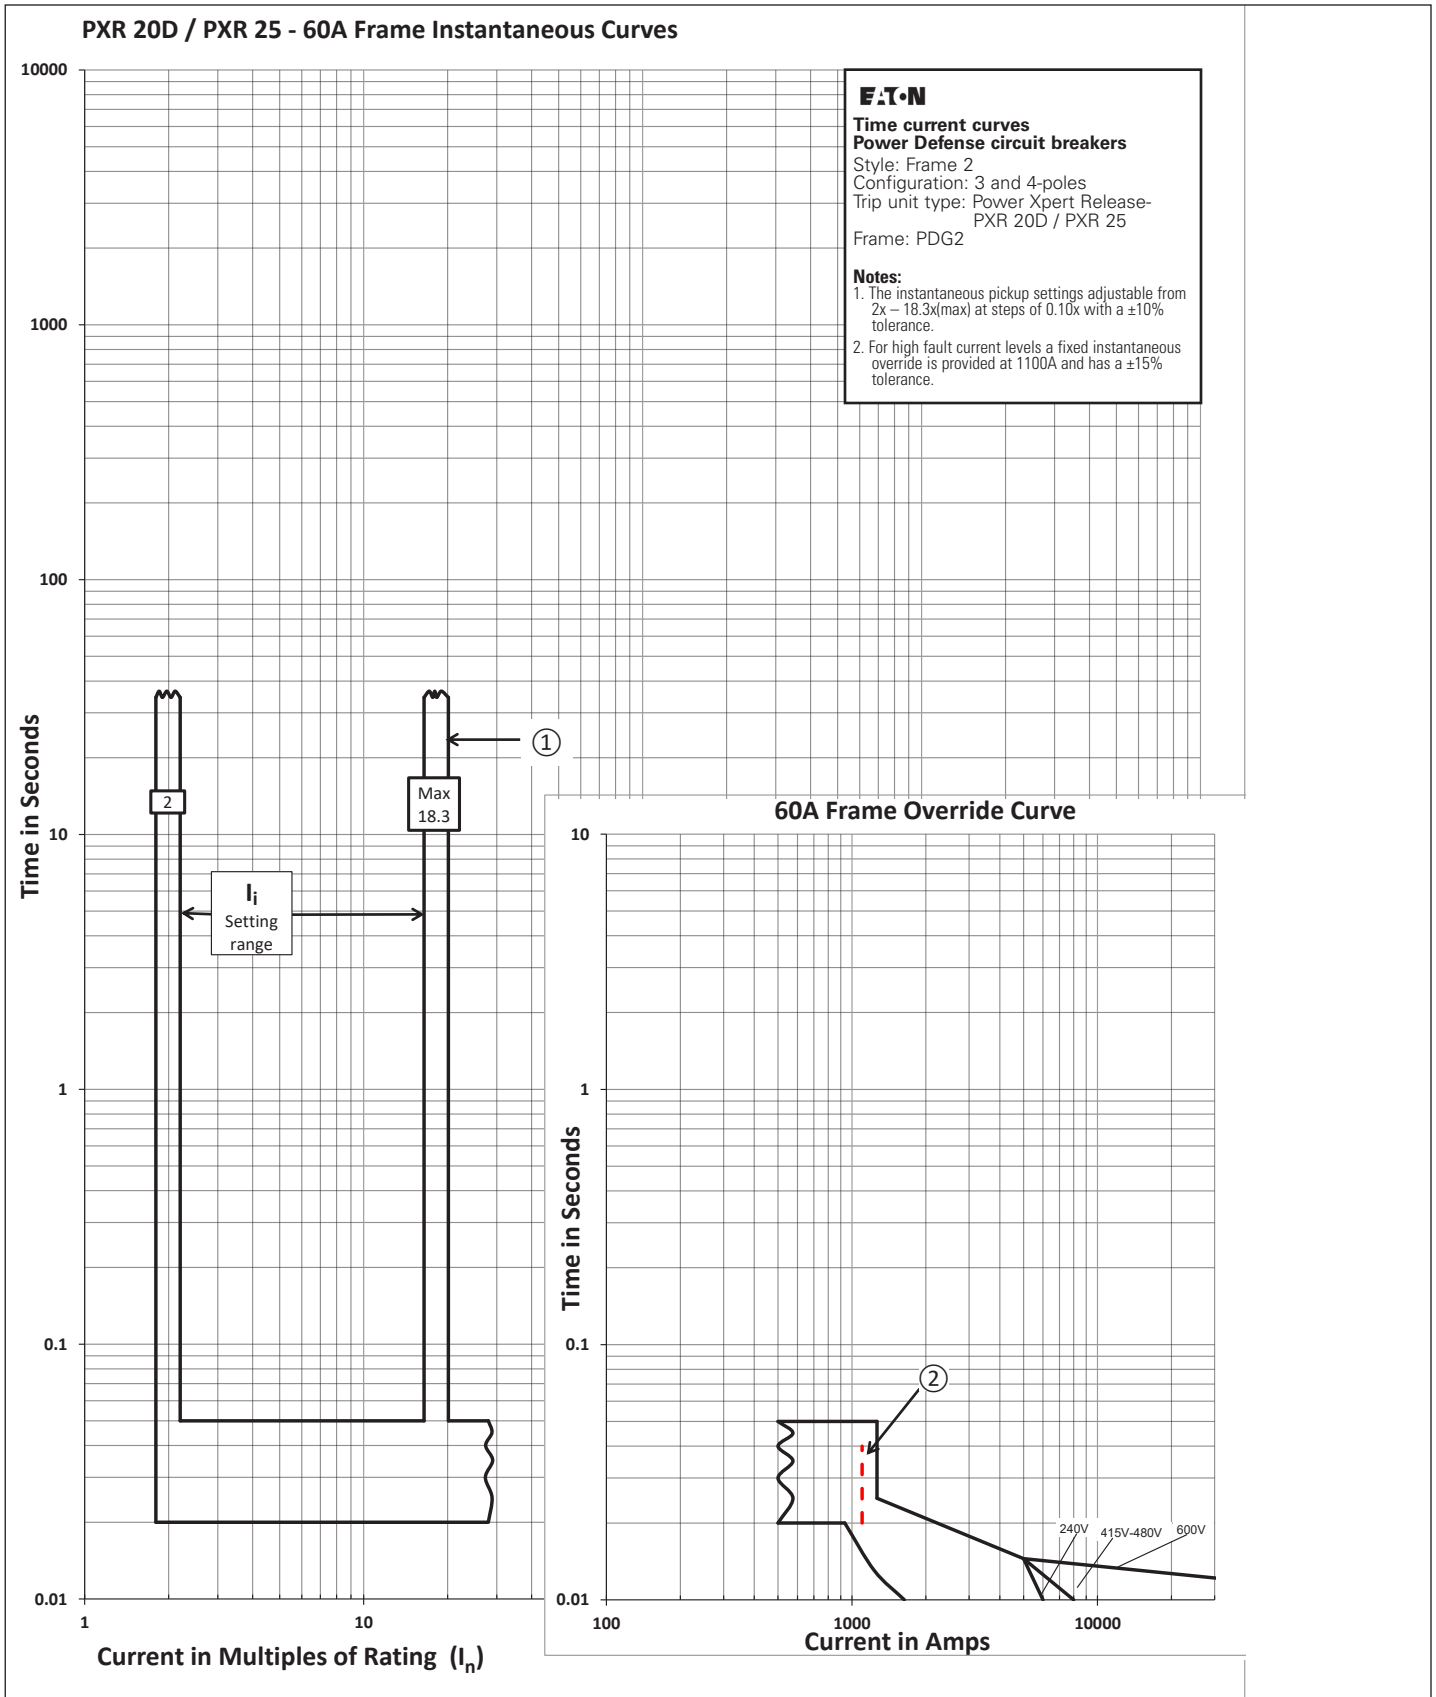 PXR 20D / PXR 25 - 60A Frame Instantaneous Curves
10000
1000
100
10
1
0.1
0.01
Time in Seconds
1
10
Current in Multiples of Rating (In)
EATON
Time current curves
Power Defense circuit breakers
Style: Frame 2
Configuration: 3 and 4-poles
Trip unit type: Power Xpert Release-
PXR 20D / PXR 25
Frame: PDG2
Notes:
1. The instantaneous pickup settings adjustable from
2x – 18.3x(max) at steps of 0.10x with a ±10%
tolerance.
2. For high fault current levels a fixed instantaneous
override is provided at 1100A and has a ±15%
tolerance.
1
2
Max
18.3
Ii
Setting
range
60A Frame Override Curve
10
1
0.1
0.01
Time in Seconds
2
240V
415V-480V
600V
100
1000
10000
Current in Amps